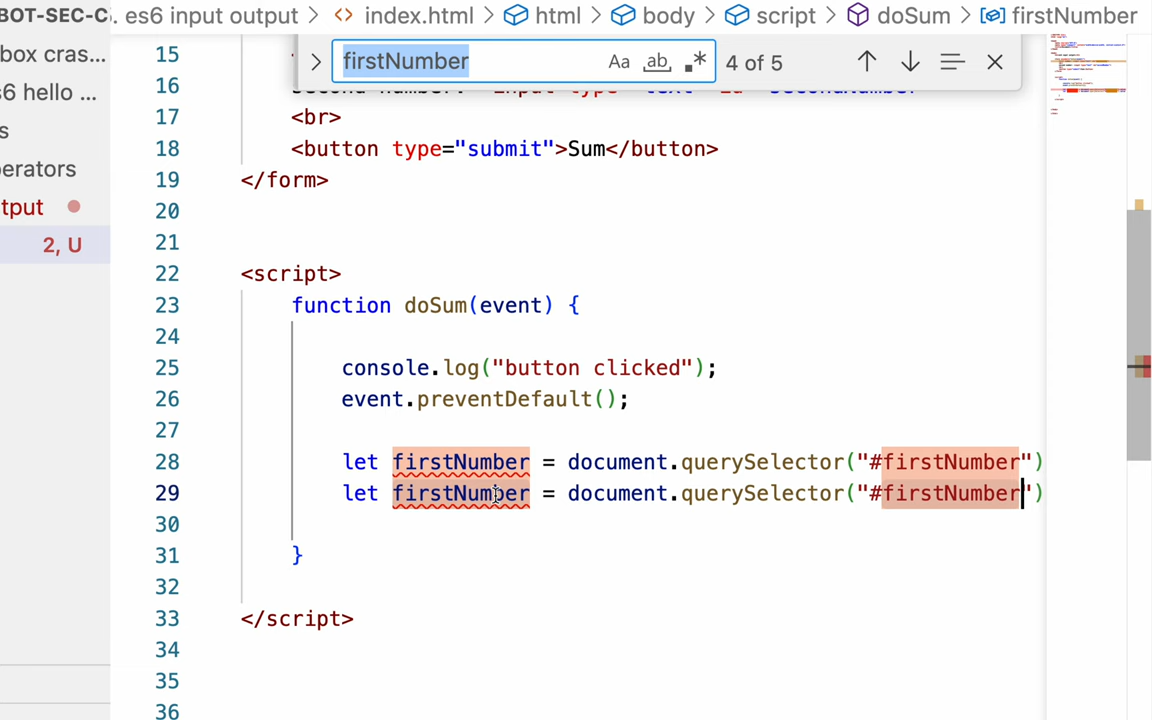 BOT-SEC-C . es6 input output > <> index.html > html > body > script > doSum > firstNumber
box cras...
s6 hello ...
s
perators
tput
2, U
firstNumber Aa ab 4 of 5
15
16
17 <br>
18 <button type="submit">Sum</button>
19 </form>
20
21
22 <script>
23 function doSum(event) {
24
25 console.log("button clicked");
26 event.preventDefault();
27
28 let firstNumber = document.querySelector("#firstNumber")
29 let firstNumber = document.querySelector("#firstNumber")
30
31 }
32
33 </script>
34
35
36